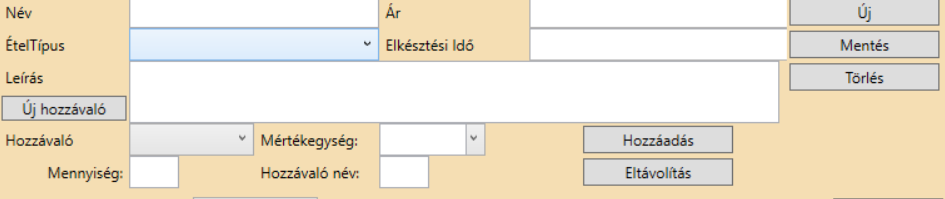 Név Ár Új
ÉtelTípus Elkésztési Idő Mentés
Leírás Törlés
Új hozzávaló
Hozzávaló Mértékegység: Hozzáadás
Mennyiség: Hozzávaló név: Eltávolítás